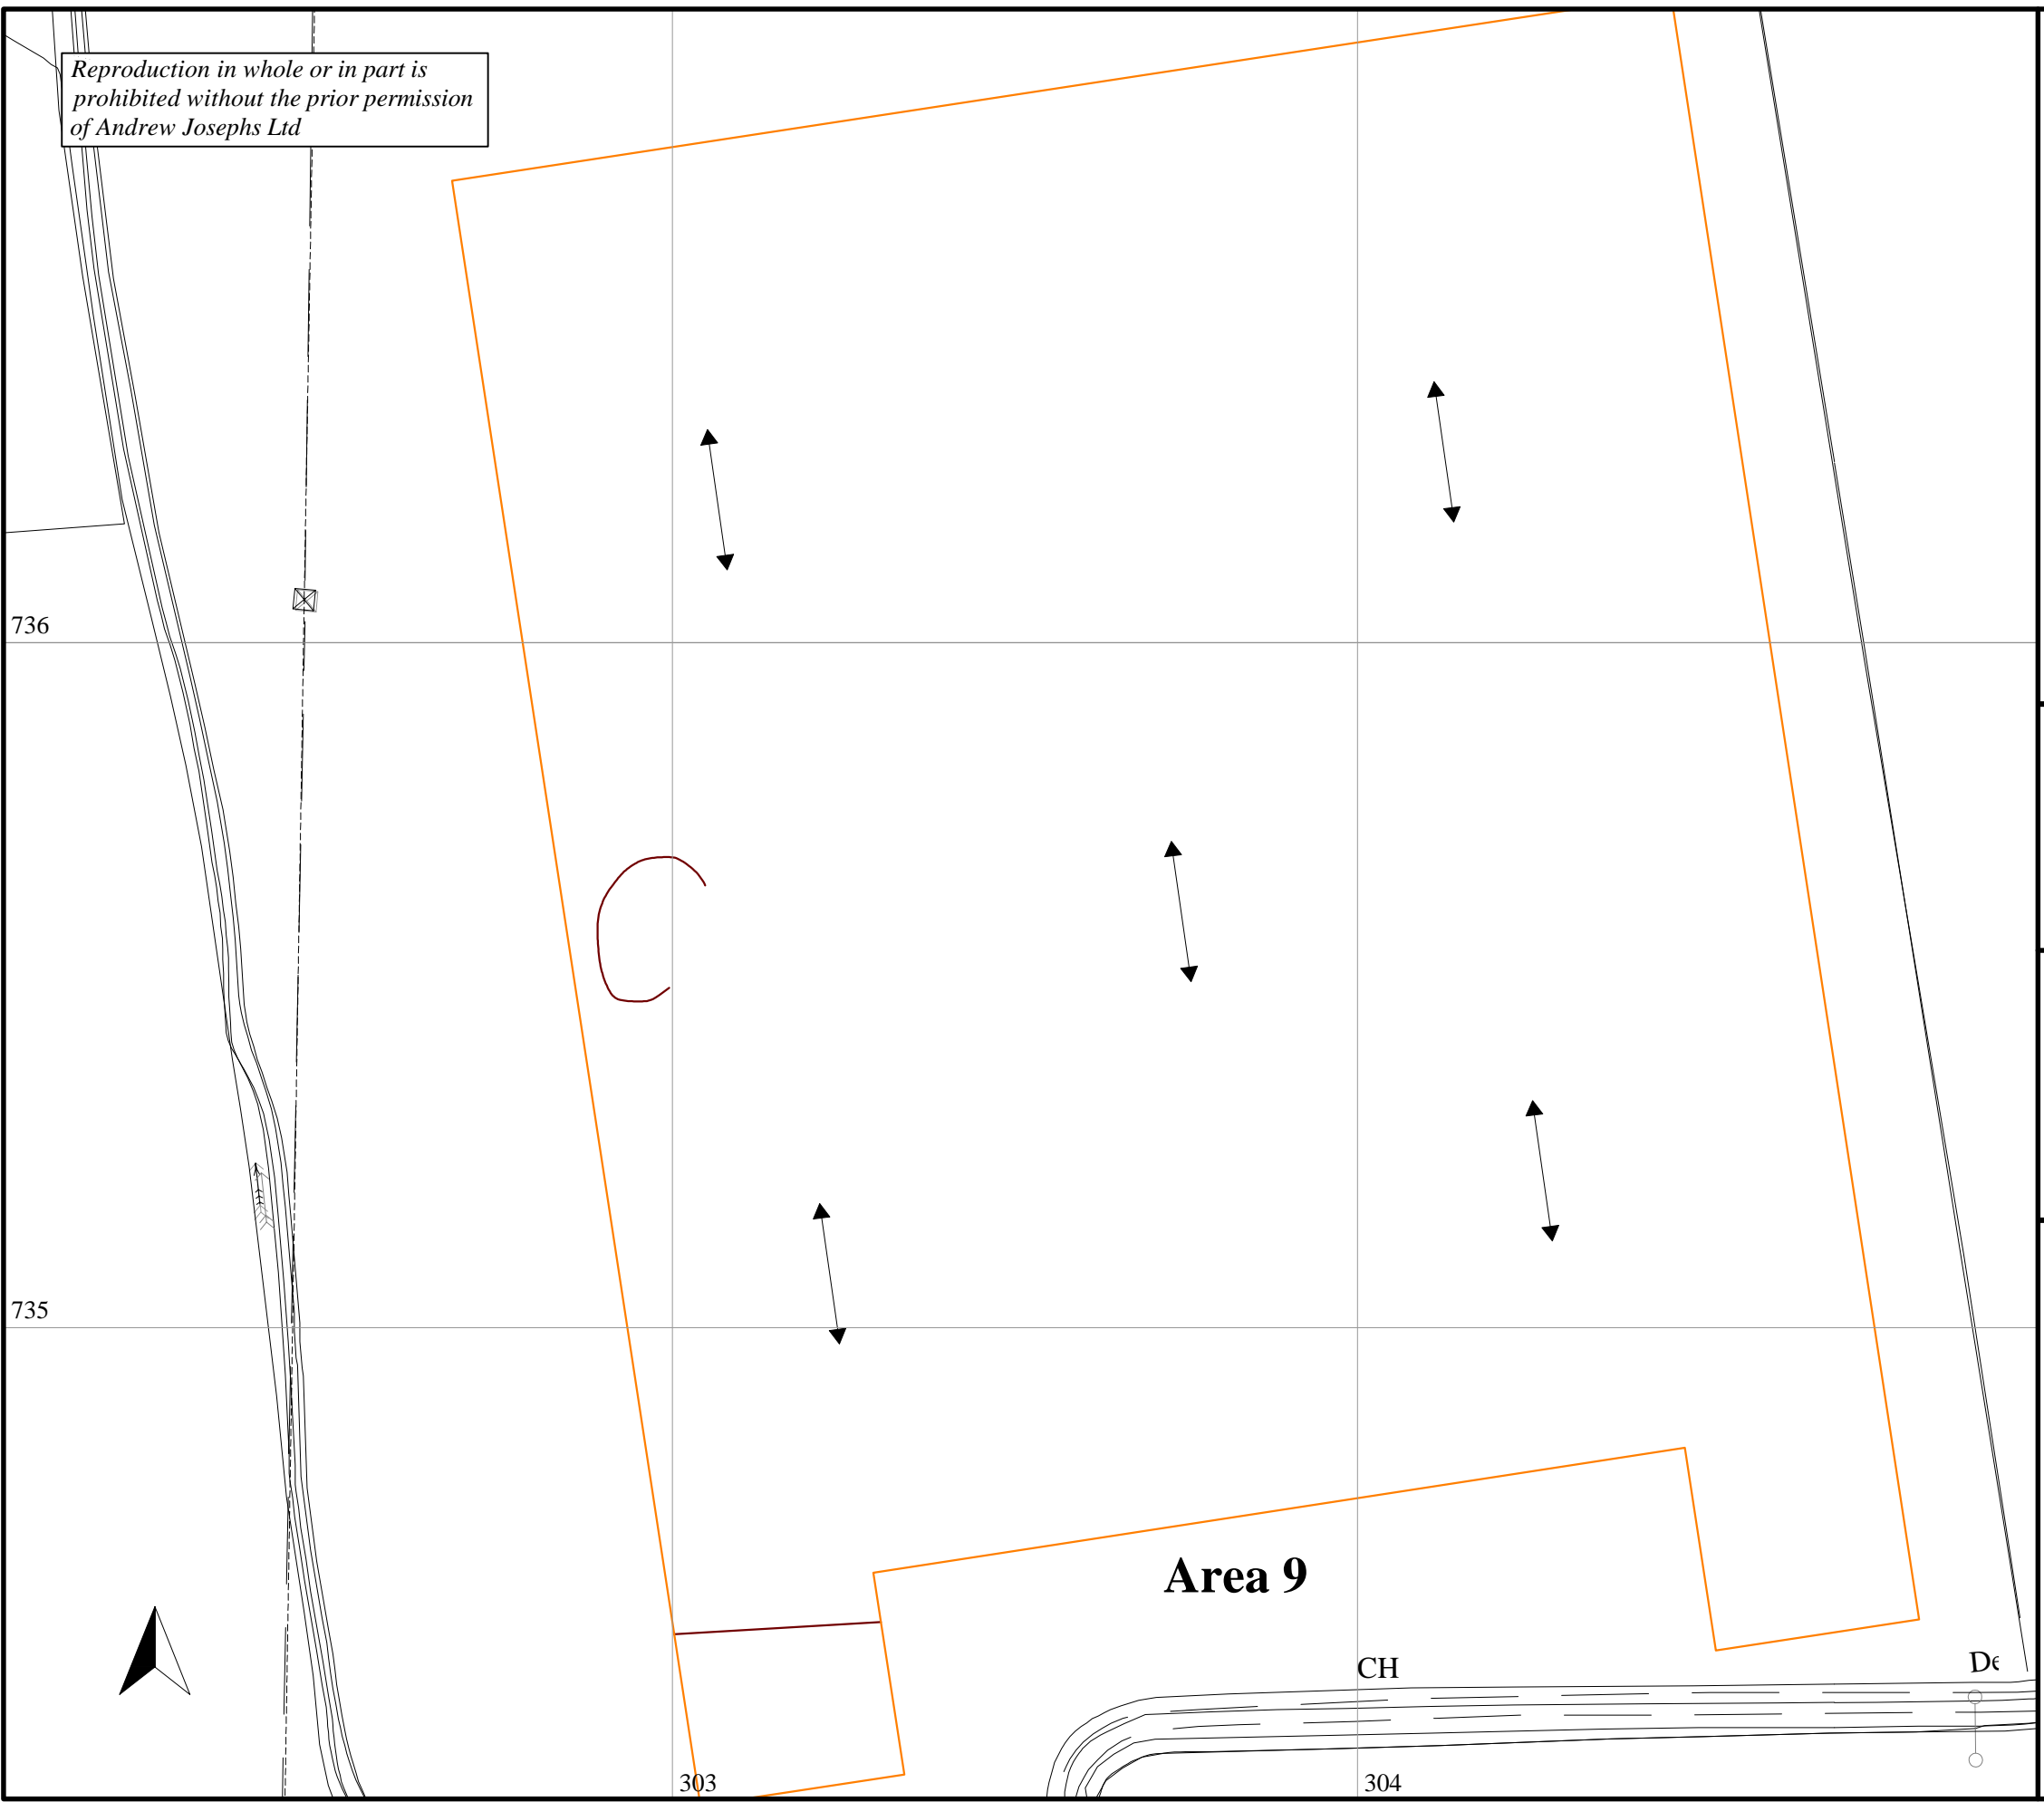 Reproduction in whole or in part is
prohibited without the prior permission
of Andrew Josephs Ltd
736
735
Area 9
CH
De
303
304